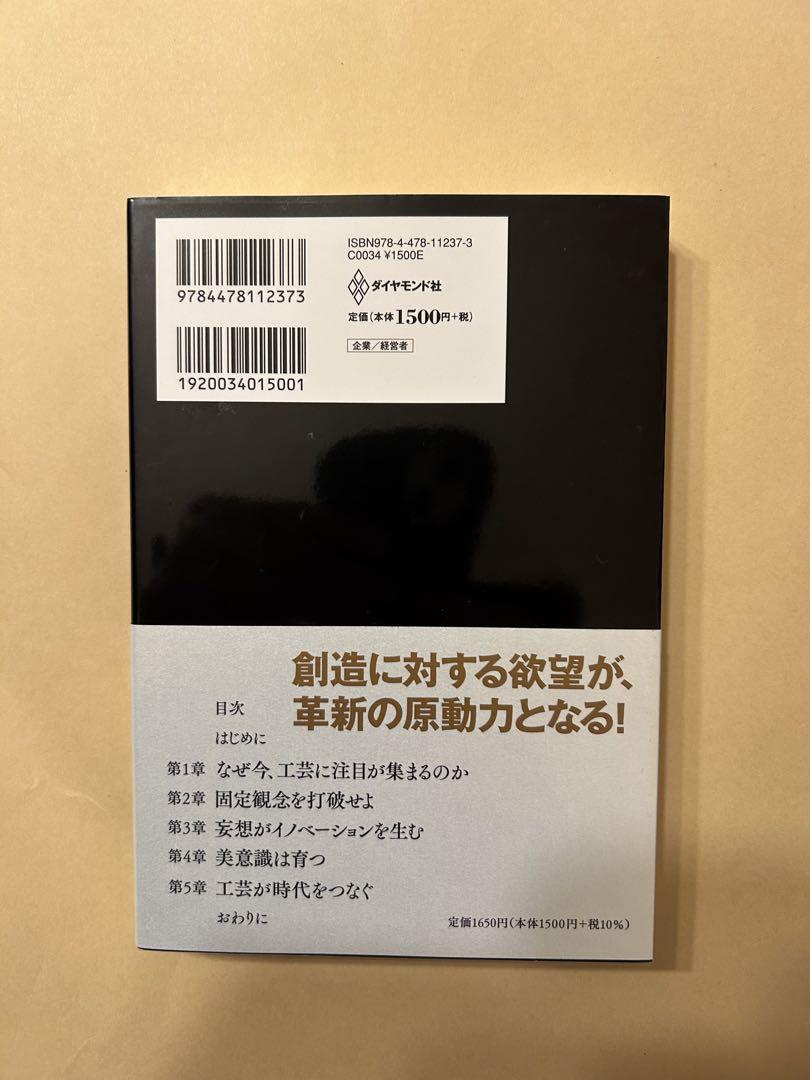 ISBN978-4-478-11237-3
C0034 ¥1500E
9784478112373
ダイヤモンド社
定価(本体1500円+税)
企業/経営者
1920034015001
創造に対する欲望が、
革新の原動力となる!
目次
はじめに
第1章 なぜ今、工芸に注目が集まるのか
第2章 固定観念を打破せよ
第3章 妄想がイノベーションを生む
第4章 美意識は育つ
第5章 工芸が時代をつなぐ
おわりに
定価1650円(本体1500円+税10%)